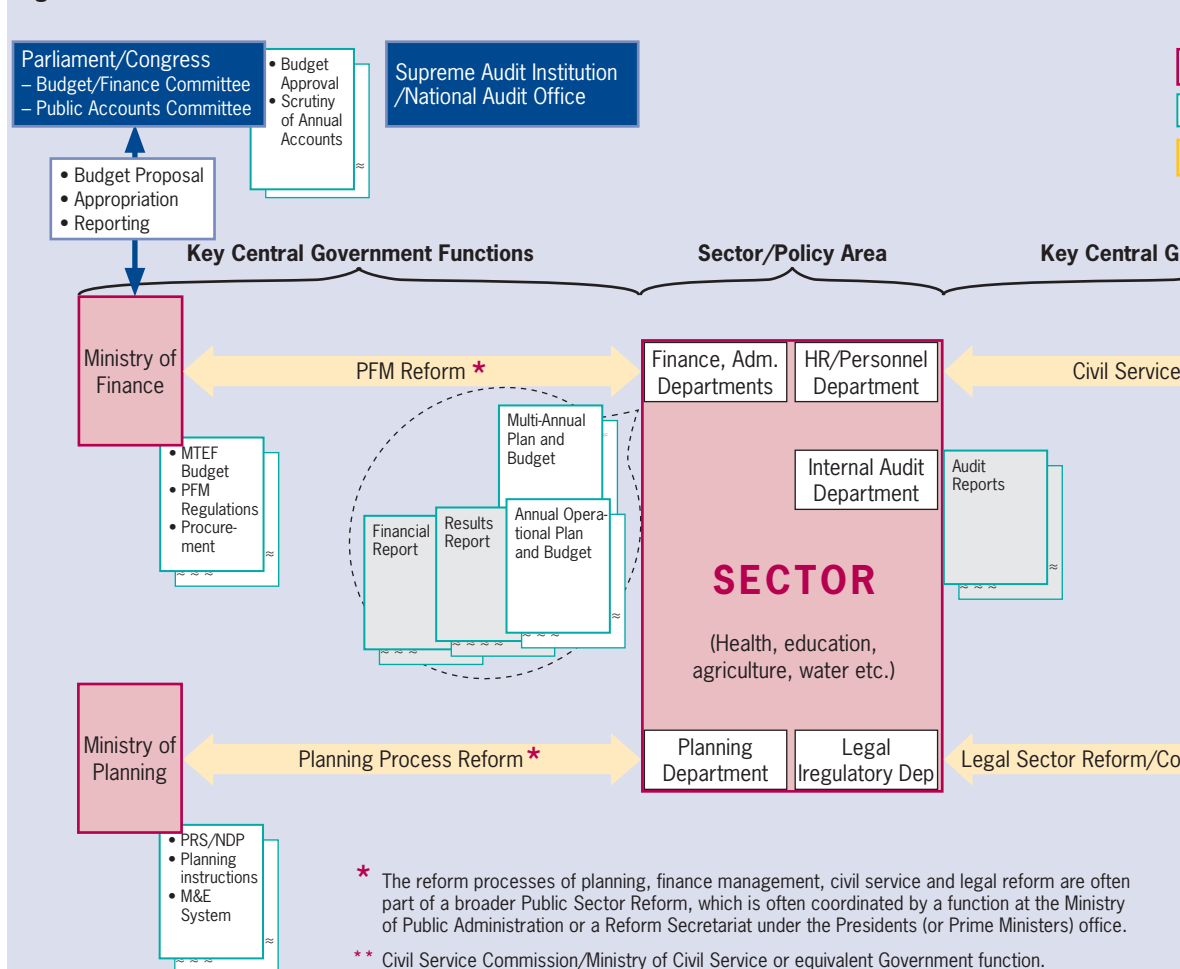 Parliament/Congress
– Budget/Finance Committee
– Public Accounts Committee
• Budget
Approval
• Scrutiny
of Annual
Accounts
Supreme Audit Institution
/National Audit Office
• Budget Proposal
• Appropriation
• Reporting
Key Central Government Functions
Sector/Policy Area
Key Central G
Ministry of
Finance
PFM Reform *
Finance, Adm.
Departments
HR/Personnel
Department
Civil Service
• MTEF
Budget
• PFM
Regulations
• Procure-
ment
Multi-Annual
Plan and
Budget
Financial
Report
Results
Report
Annual Opera-
tional Plan
and Budget
Internal Audit
Department
Audit
Reports
SECTOR
(Health, education,
agriculture, water etc.)
Ministry of
Planning
Planning Process Reform *
Planning
Department
Legal
Iregulatory Dep
Legal Sector Reform/Co
• PRS/NDP
• Planning
instructions
• M&E
System
* The reform processes of planning, finance management, civil service and legal reform are often
part of a broader Public Sector Reform, which is often coordinated by a function at the Ministry
of Public Administration or a Reform Secretariat under the Presidents (or Prime Ministers) office.
** Civil Service Commission/Ministry of Civil Service or equivalent Government function.